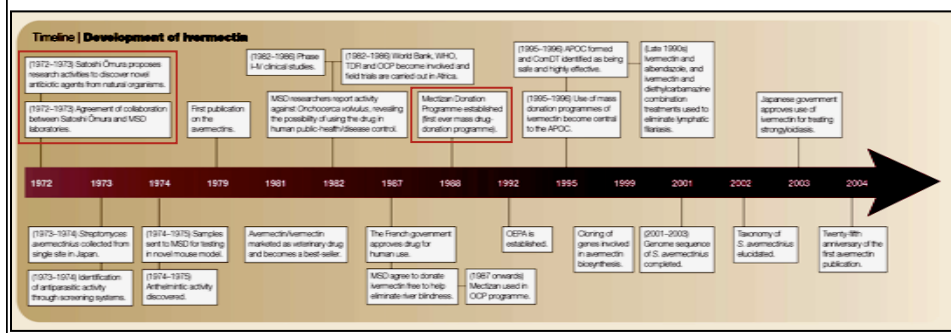 Timeline | Development of Ivermectin
(1972–1973) Satoshi Ōmura proposes
research activities to discover novel
antibiotic agents from natural organisms.
(1972–1973) Agreement of collaboration
between Satoshi Ōmura and MSD
laboratories.
First publication
on the
avermectins.
(1982–1986) Phase
I–IV clinical studies.
(1982–1986) World Bank, WHO,
TDR and OCP become involved and
field trials are carried out in Africa.
MSD researchers report activity
against Onchocerca volvulus, revealing
the possibility of using the drug in
human public-health/disease control.
Mectizan Donation
Programme established
(first ever mass drug-
donation programme).
(1995–1996) APOC formed
and ComDT identified as being
safe and highly effective.
(1995–1996) Use of mass
donation programmes of
ivermectin become central
to the APOC.
(Late 1990s)
Ivermectin and
albendazole, and
ivermectin and
diethylcarbamazine
combination
treatments used to
eliminate lymphatic
filariasis.
Japanese government
approves use of
ivermectin for treating
strongyloidiasis.
1972 1973 1974 1979 1981 1982 1987 1988 1992 1995 1999 2001 2002 2003 2004
(1973–1974) Streptomyces
avermectinius collected from
single site in Japan.
(1973–1974) Identification
of antiparasitic activity
through screening systems.
(1974–1975) Samples
sent to MSD for testing
in novel mouse model.
(1974–1975)
Anthelmintic activity
discovered.
Avermectin/ivermectin
marketed as veterinary drug
and becomes a best-seller.
The French government
approves drug for
human use.
MSD agree to donate
ivermectin free to help
eliminate river blindness.
(1987 onwards)
Mectizan used in
OCP programme.
OEPA is
established.
Cloning of
genes involved
in avermectin
biosynthesis.
(2001–2003)
Genome sequence
of S. avermectinius
completed.
Taxonomy of
S. avermectinius
elucidated.
Twenty-fifth
anniversary of the
first avermectin
publication.